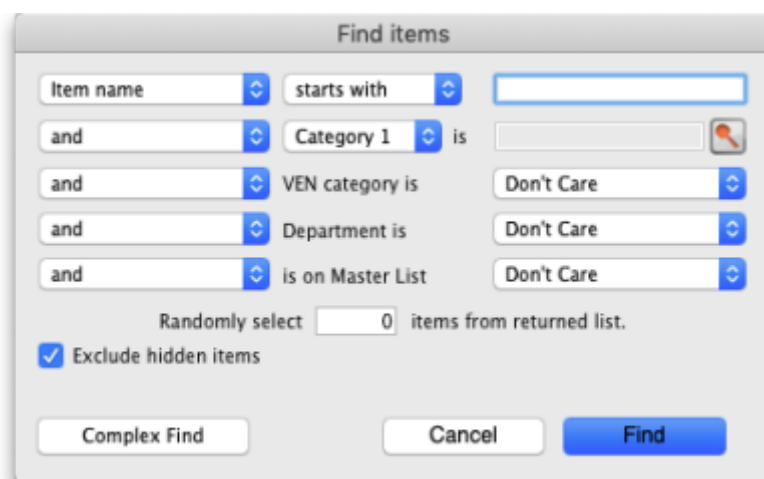 Find items
Item name starts with
and Category 1 is
and VEN category is Don't Care
and Department is Don't Care
and is on Master List Don't Care
Randomly select 0 items from returned list.
Exclude hidden items
Complex Find Cancel Find